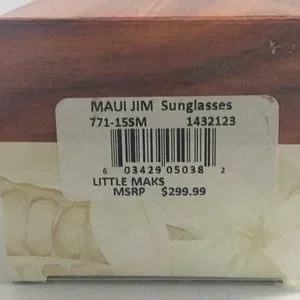 MAUI JIM Sunglasses
771-15SM 1432123
6 03429 05038 2
LITTLE MAKS
MSRP $299.99